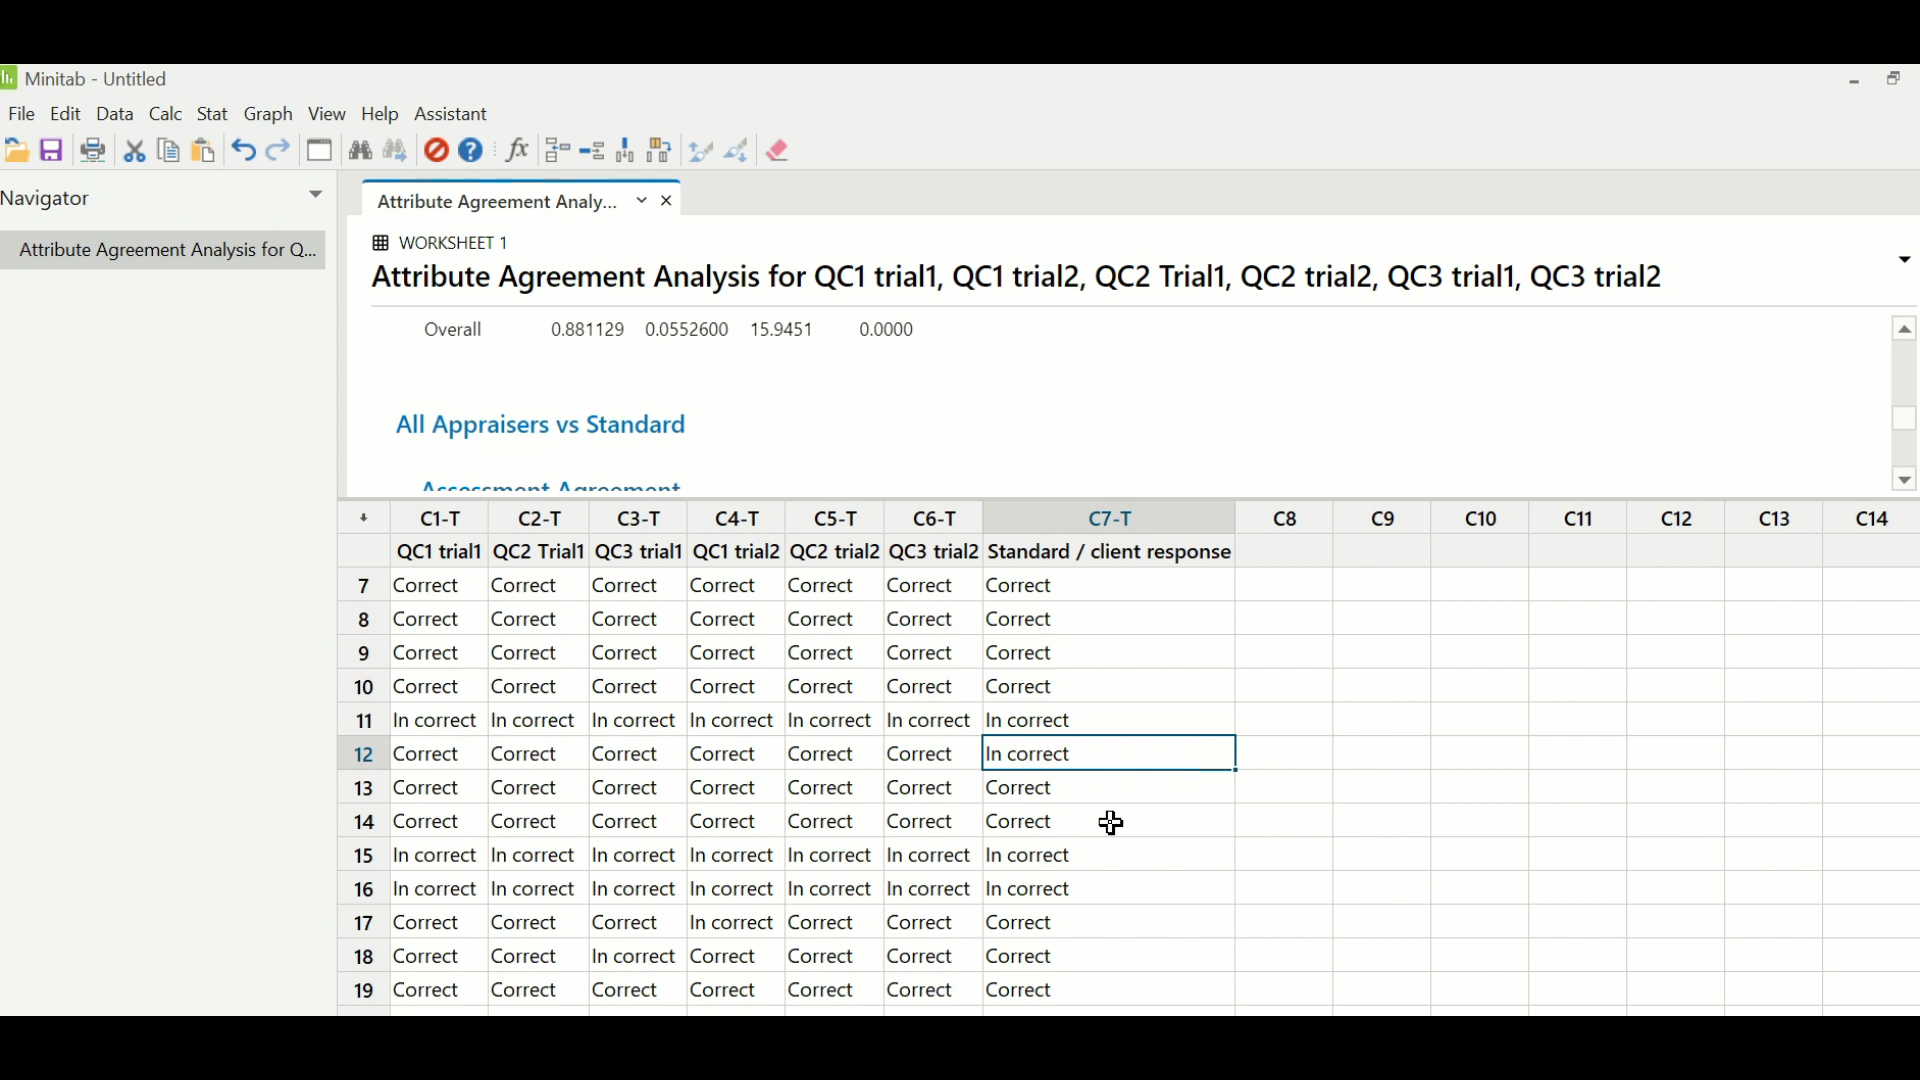 Minitab - Untitled
File Edit Data Calc Stat Graph View Help Assistant
Navigator
Attribute Agreement Analy...
Attribute Agreement Analysis for Q...
WORKSHEET 1
Attribute Agreement Analysis for QC1 trial1, QC1 trial2, QC2 Trial1, QC2 trial2, QC3 trial1, QC3 trial2
Overall 0.881129 0.0552600 15.9451 0.0000
All Appraisers vs Standard
Assessment Agreement
C1-T C2-T C3-T C4-T C5-T C6-T C7-T C8 C9 C10 C11 C12 C13 C14
QC1 trial1 QC2 Trial1 QC3 trial1 QC1 trial2 QC2 trial2 QC3 trial2 Standard / client response
7 Correct Correct Correct Correct Correct Correct Correct
8 Correct Correct Correct Correct Correct Correct Correct
9 Correct Correct Correct Correct Correct Correct Correct
10 Correct Correct Correct Correct Correct Correct Correct
11 In correct In correct In correct In correct In correct In correct In correct
12 Correct Correct Correct Correct Correct Correct In correct
13 Correct Correct Correct Correct Correct Correct Correct
14 Correct Correct Correct Correct Correct Correct Correct
15 In correct In correct In correct In correct In correct In correct In correct
16 In correct In correct In correct In correct In correct In correct In correct
17 Correct Correct Correct In correct Correct Correct Correct
18 Correct Correct In correct Correct Correct Correct Correct
19 Correct Correct Correct Correct Correct Correct Correct